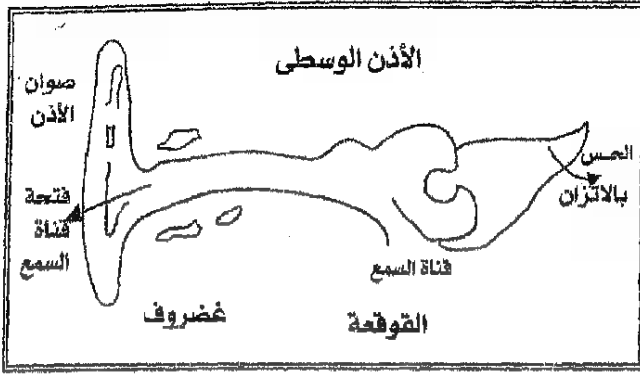 الأذن الوسطى
صوان
الأذن
الحس
بالاتزان
فتحة
قناة
السمع
قناة السمع
غضروف
القوقعة